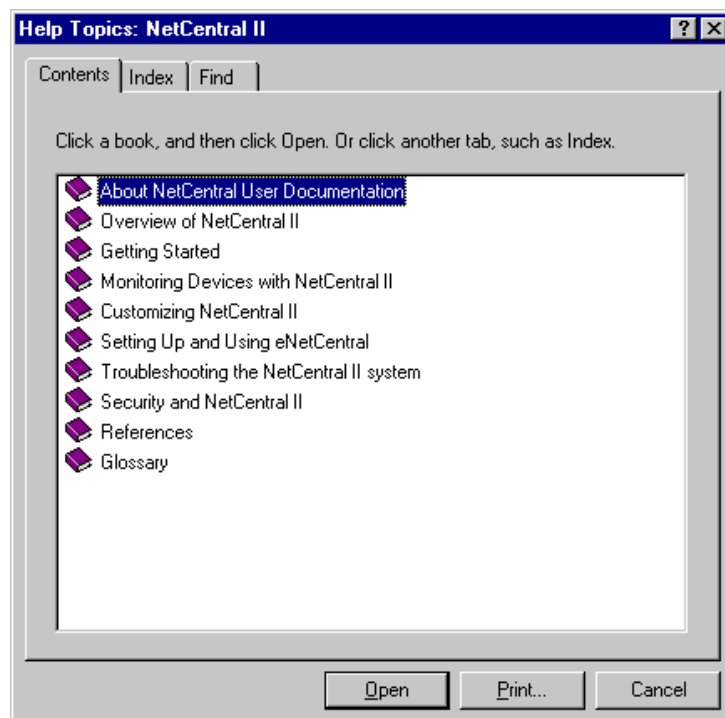 Help Topics: NetCentral II
Contents Index Find
Click a book, and then click Open. Or click another tab, such as Index.
About NetCentral User Documentation
Overview of NetCentral II
Getting Started
Monitoring Devices with NetCentral II
Customizing NetCentral II
Setting Up and Using eNetCentral
Troubleshooting the NetCentral II system
Security and NetCentral II
References
Glossary
Open Print... Cancel